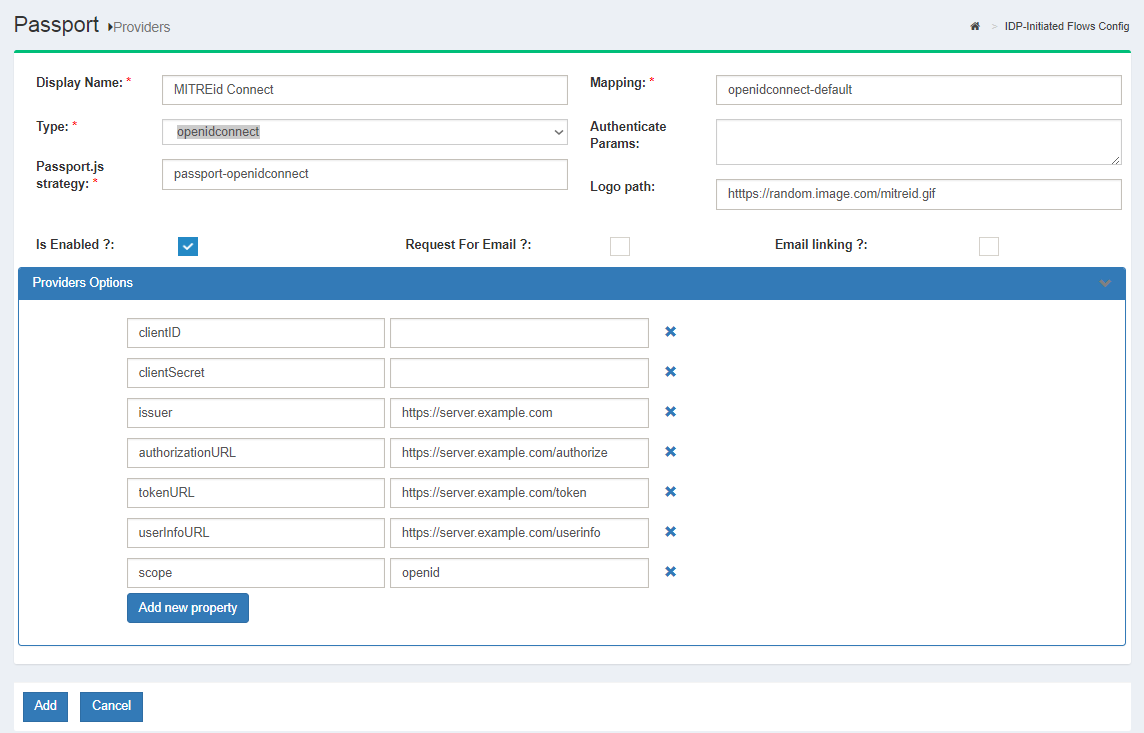 Passport Providers
> IDP-Initiated Flows Config
Display Name: *
MITREid Connect
Mapping: *
openidconnect-default
Type: *
openidconnect
Authenticate
Params:
Passport.js
strategy: *
passport-openidconnect
Logo path:
htttps://random.image.com/mitreid.gif
Is Enabled ?:
Request For Email ?:
Email linking ?:
Providers Options
clientID
clientSecret
issuer https://server.example.com
authorizationURL https://server.example.com/authorize
tokenURL https://server.example.com/token
userInfoURL https://server.example.com/userinfo
scope openid
Add new property
Add Cancel